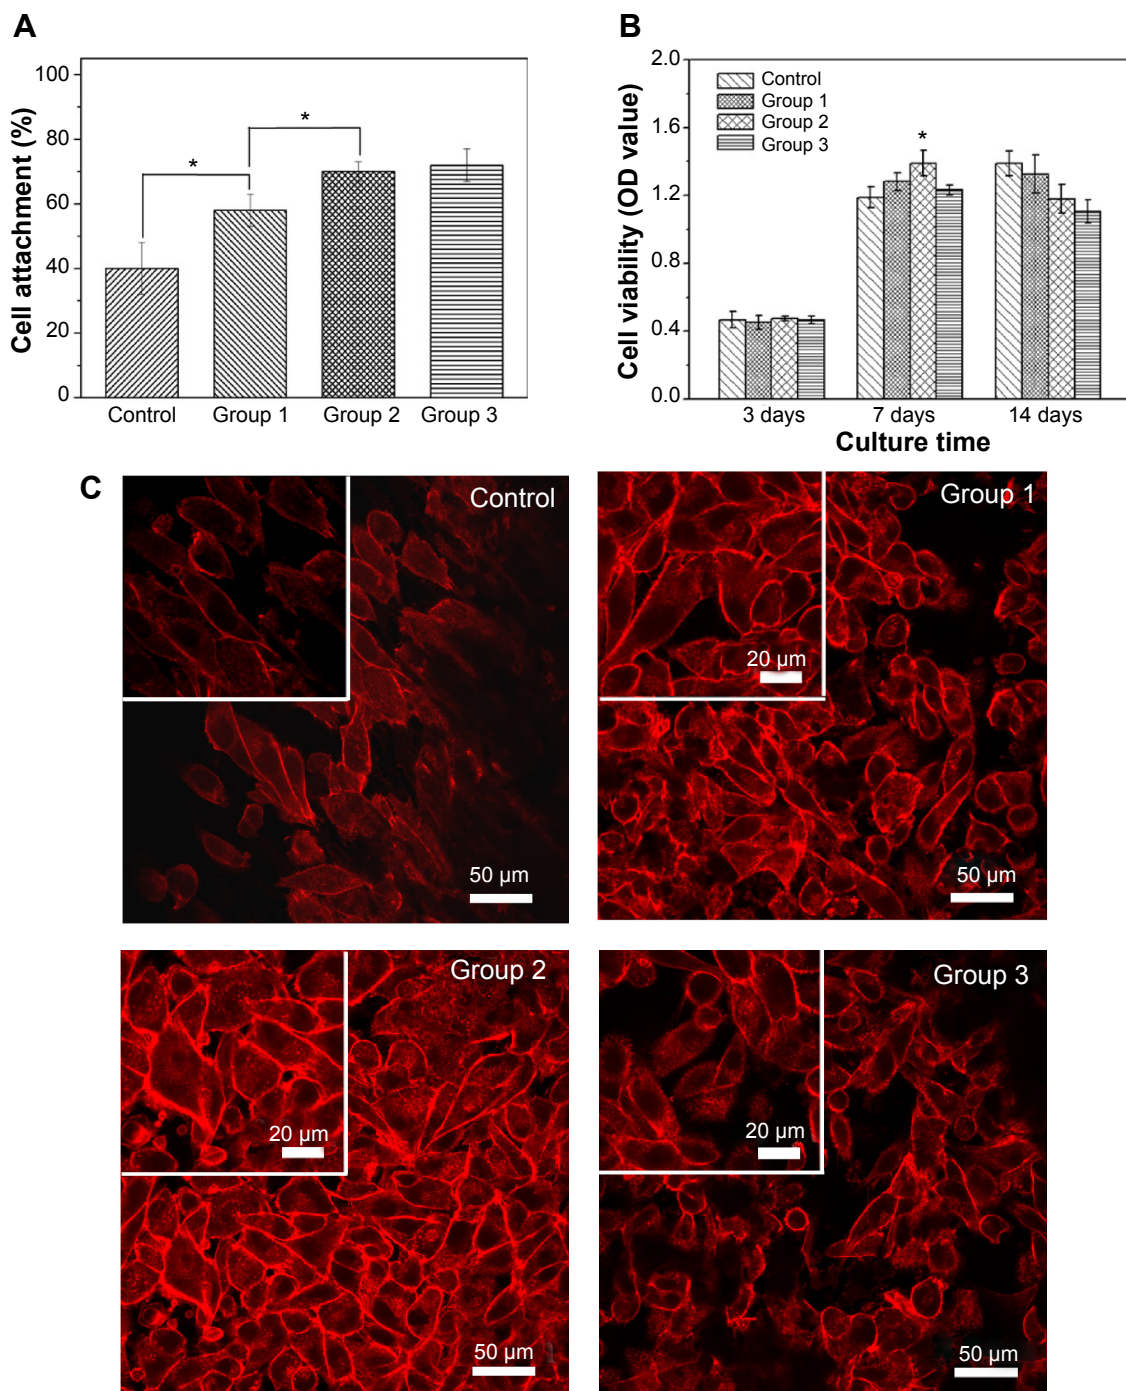 A
Cell attachment (%)
100
80
60
40
20
0
*
*
Control
Group 1
Group 2
Group 3
B
Cell viability (OD value)
2.0
1.6
1.2
0.8
0.4
0.0
Control
Group 1
Group 2
Group 3
*
3 days
7 days
14 days
Culture time
C
Control
50 µm
Group 1
20 µm
50 µm
Group 2
20 µm
50 µm
Group 3
20 µm
50 µm